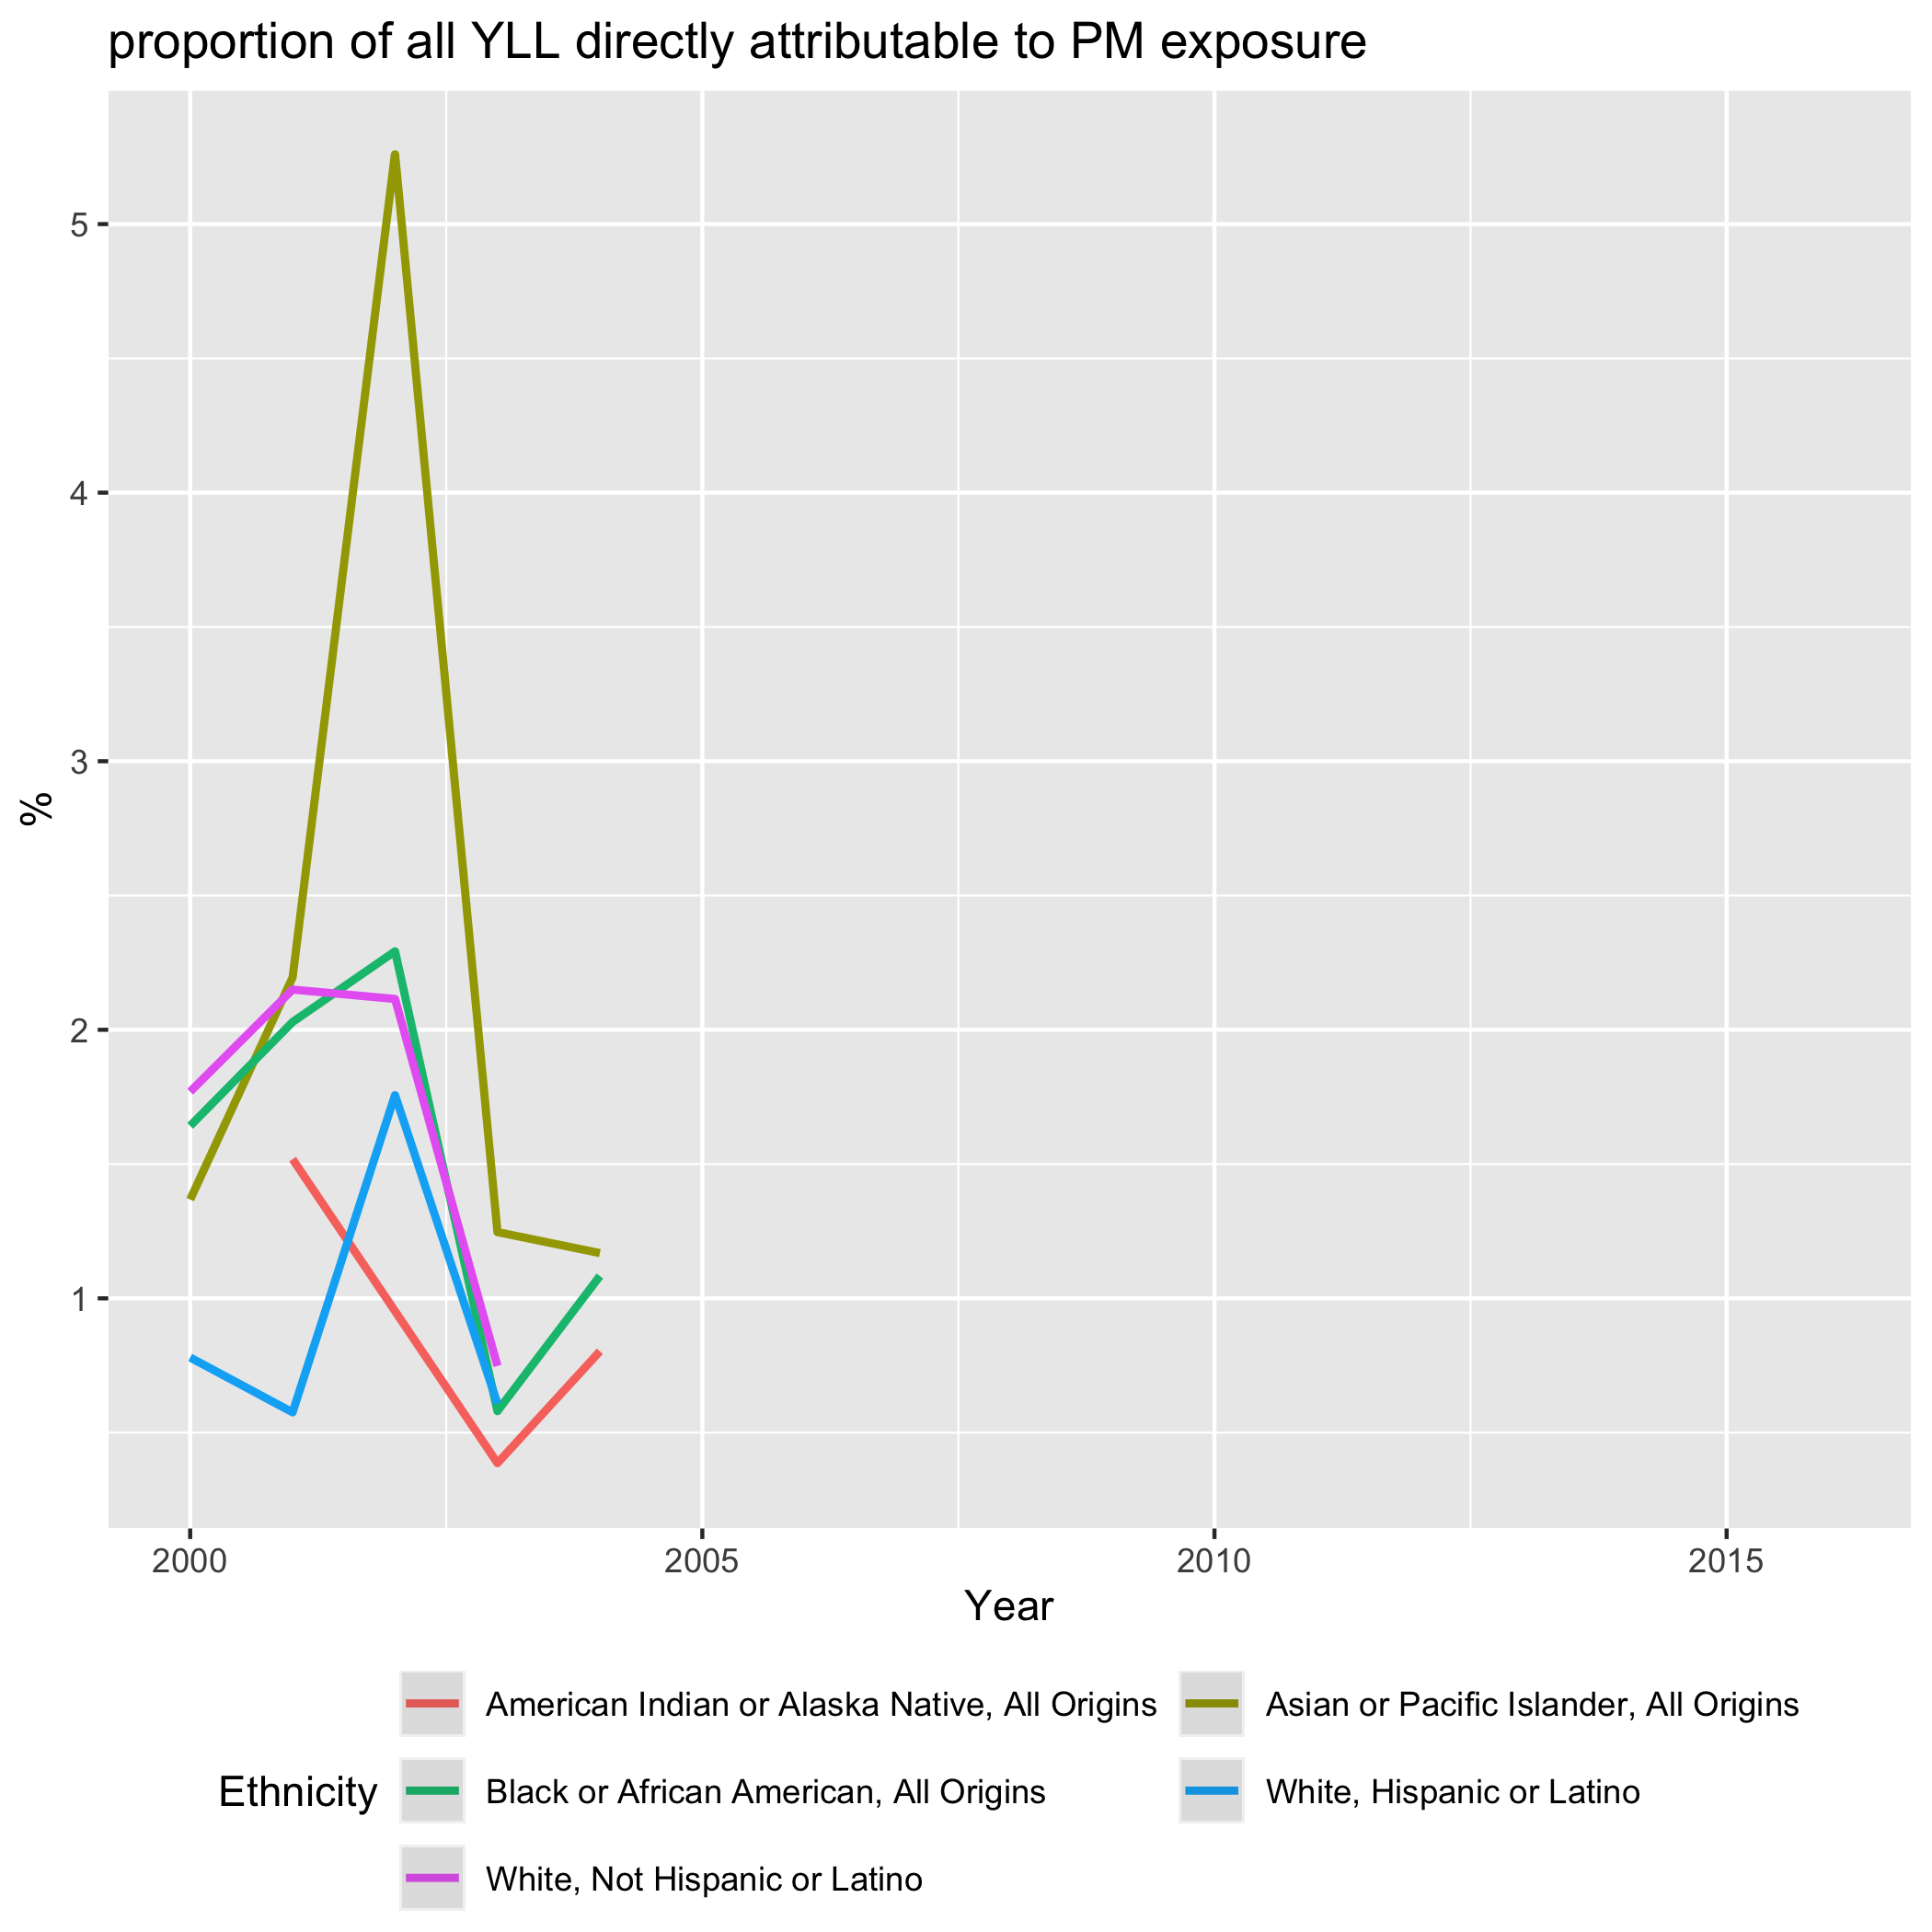 proportion of all YLL directly attributable to PM exposure
5
4
3
2
1
%
2000 2005 2010 2015
Year
Ethnicity
American Indian or Alaska Native, All Origins
Asian or Pacific Islander, All Origins
Black or African American, All Origins
White, Hispanic or Latino
White, Not Hispanic or Latino